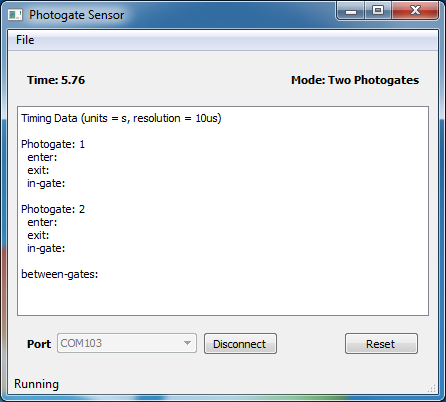 Photogate Sensor
File
Time: 5.76 Mode: Two Photogates
Timing Data (units = s, resolution = 10us)
Photogate: 1
enter:
exit:
in-gate:
Photogate: 2
enter:
exit:
in-gate:
between-gates:
Port COM103 Disconnect Reset
Running